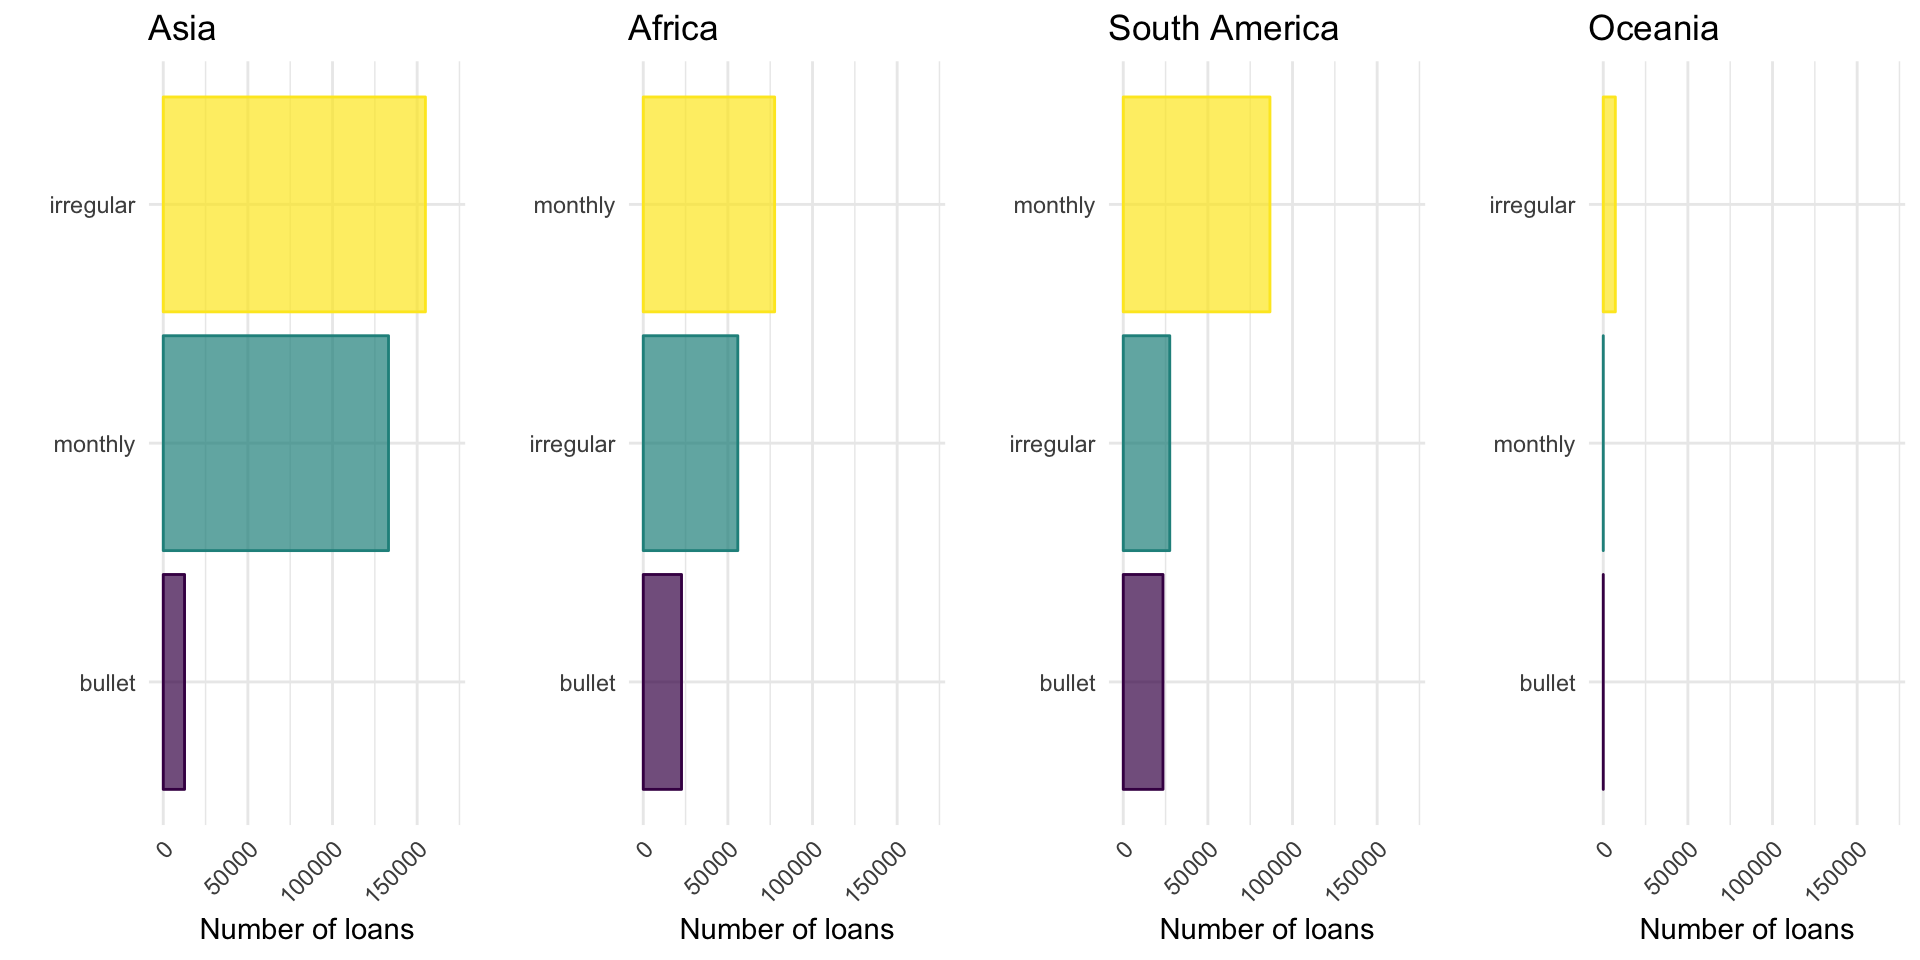 Asia
irregular
monthly
bullet
0
50000
100000
150000
Number of loans
Africa
monthly
irregular
bullet
0
50000
100000
150000
Number of loans
South America
monthly
irregular
bullet
0
50000
100000
150000
Number of loans
Oceania
irregular
monthly
bullet
0
50000
100000
150000
Number of loans